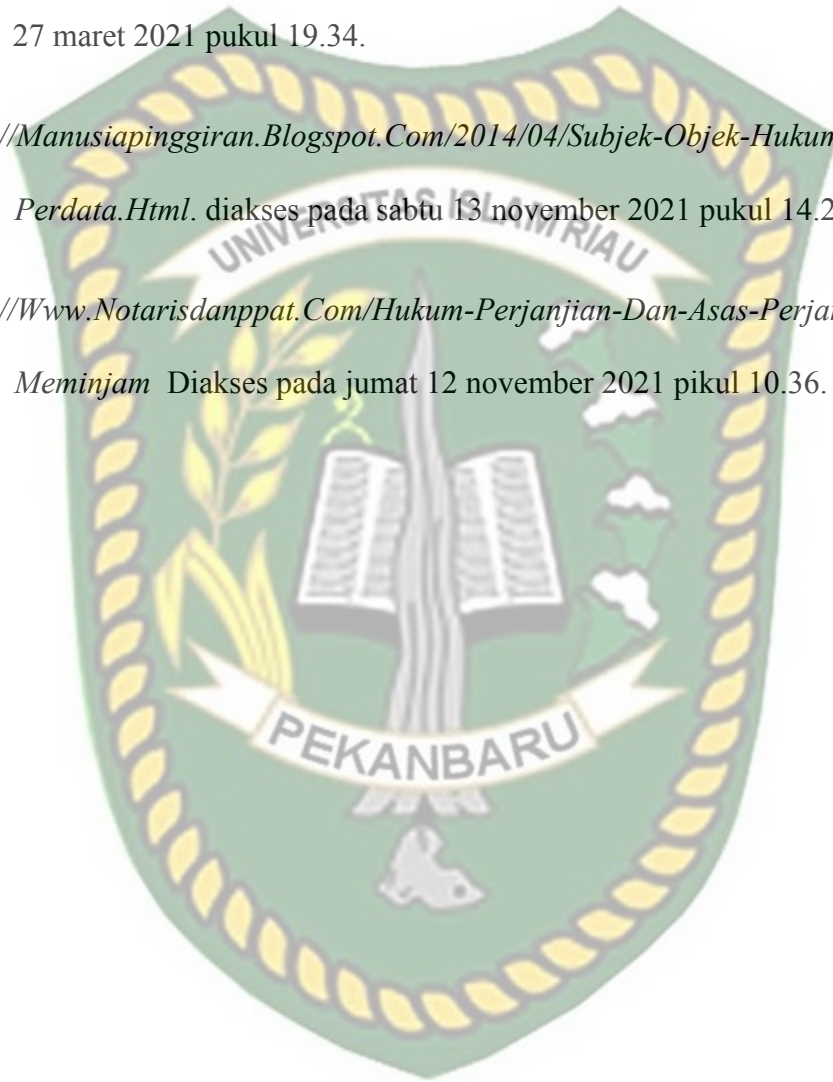 27 maret 2021 pukul 19.34.
//Manusiapinggiran.Blogspot.Com/2014/04/Subjek-Objek-Hukum
Perdata.Html. diakses pada sabtu 13 november 2021 pukul 14.2
UNIVERSITAS ISLAM RIAU
//Www.Notarisdanppat.Com/Hukum-Perjanjian-Dan-Asas-Perjan
Meminjam Diakses pada jumat 12 november 2021 pikul 10.36.
PEKANBARU